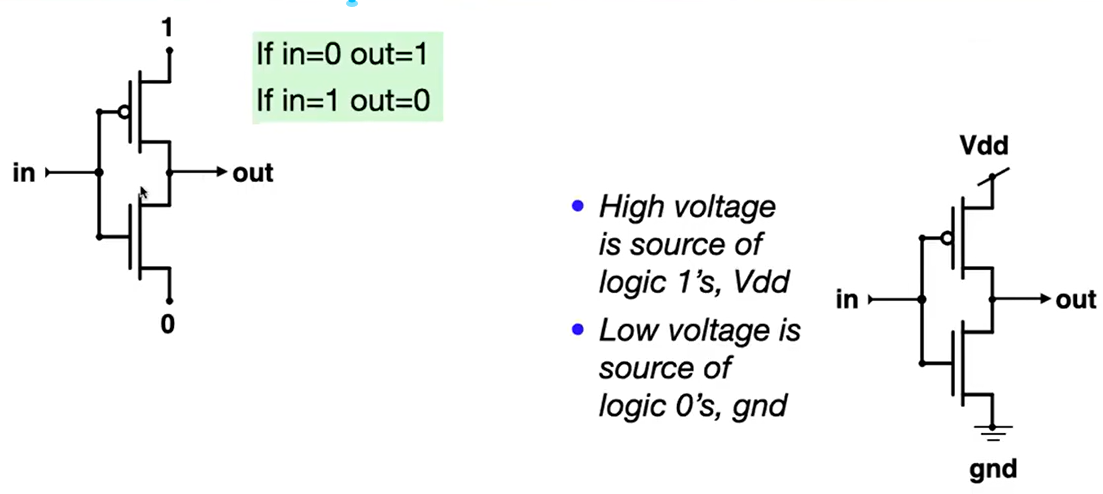 1
If in=0 out=1
If in=1 out=0
in
out
0
High voltage
is source of
logic 1's, Vdd
Low voltage is
source of
logic 0's, gnd
Vdd
in
out
gnd